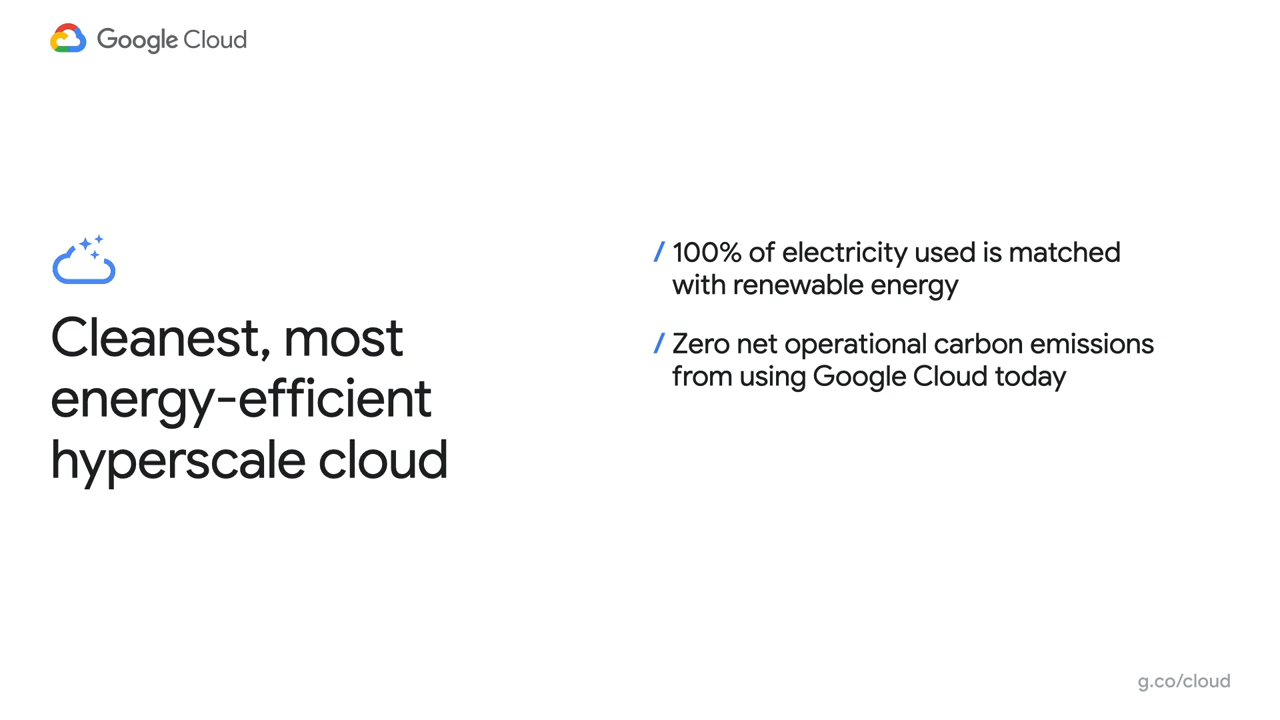 Google Cloud
Cleanest, most
energy-efficient
hyperscale cloud
/ 100% of electricity used is matched
with renewable energy
/ Zero net operational carbon emissions
from using Google Cloud today
g.co/cloud